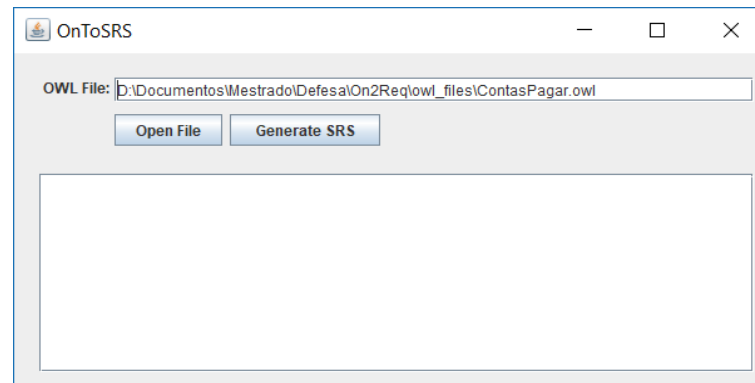 OnToSRS
OWL File: D:\Documentos\Mestrado\Defesa\On2Req\owl_files\ContasPagar.owl
Open File Generate SRS